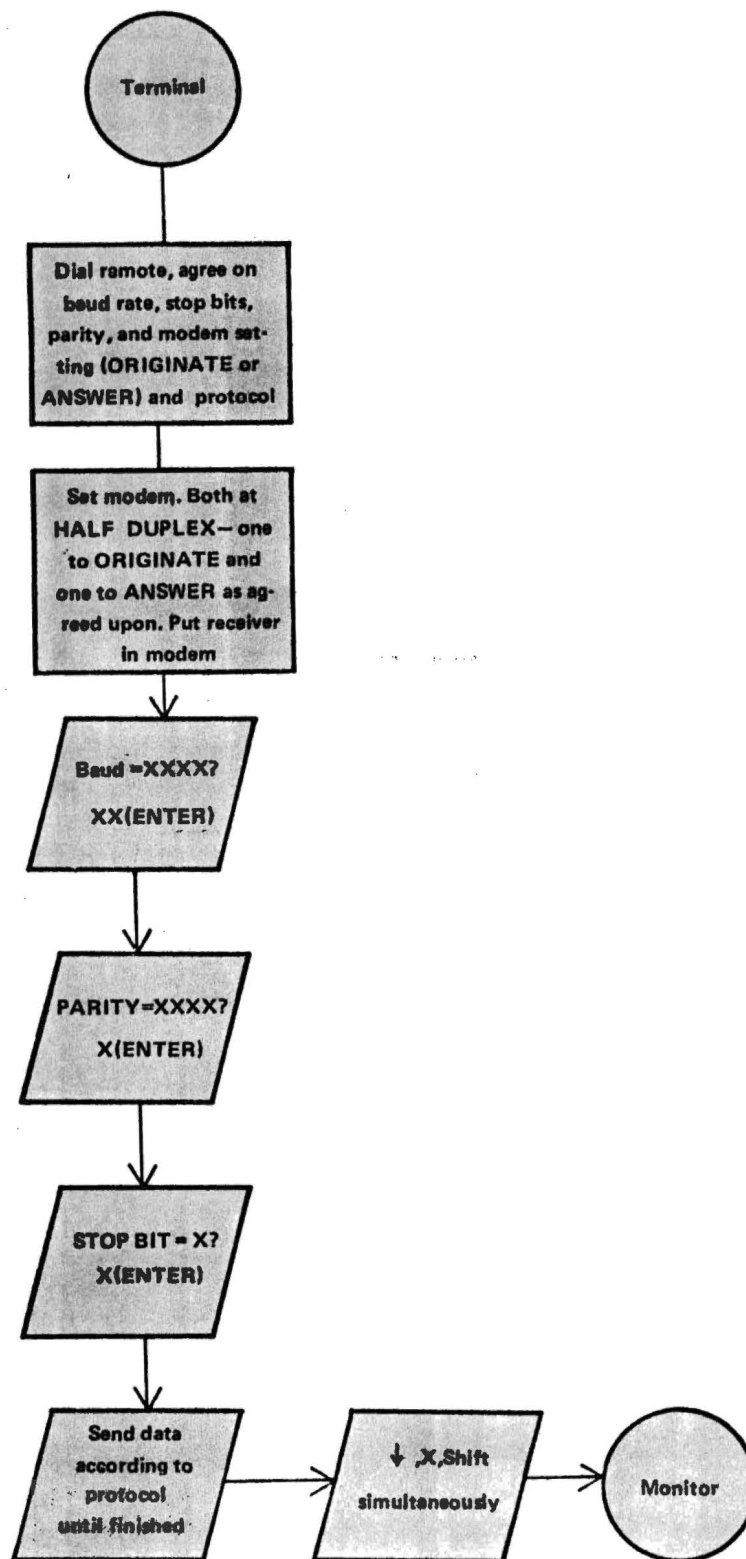 Terminal
Dial remote, agree on
baud rate, stop bits,
parity, and modem set-
ting (ORIGINATE or
ANSWER) and protocol
Set modem. Both at
HALF DUPLEX—one
to ORIGINATE and
one to ANSWER as ag-
reed upon. Put receiver
in modem
Baud =XXXX?
XX(ENTER)
PARITY=XXXX?
X(ENTER)
STOP BIT = X?
X(ENTER)
Send data
according to
protocol
until finished
↓ ,X,Shift
simultaneously
Monitor